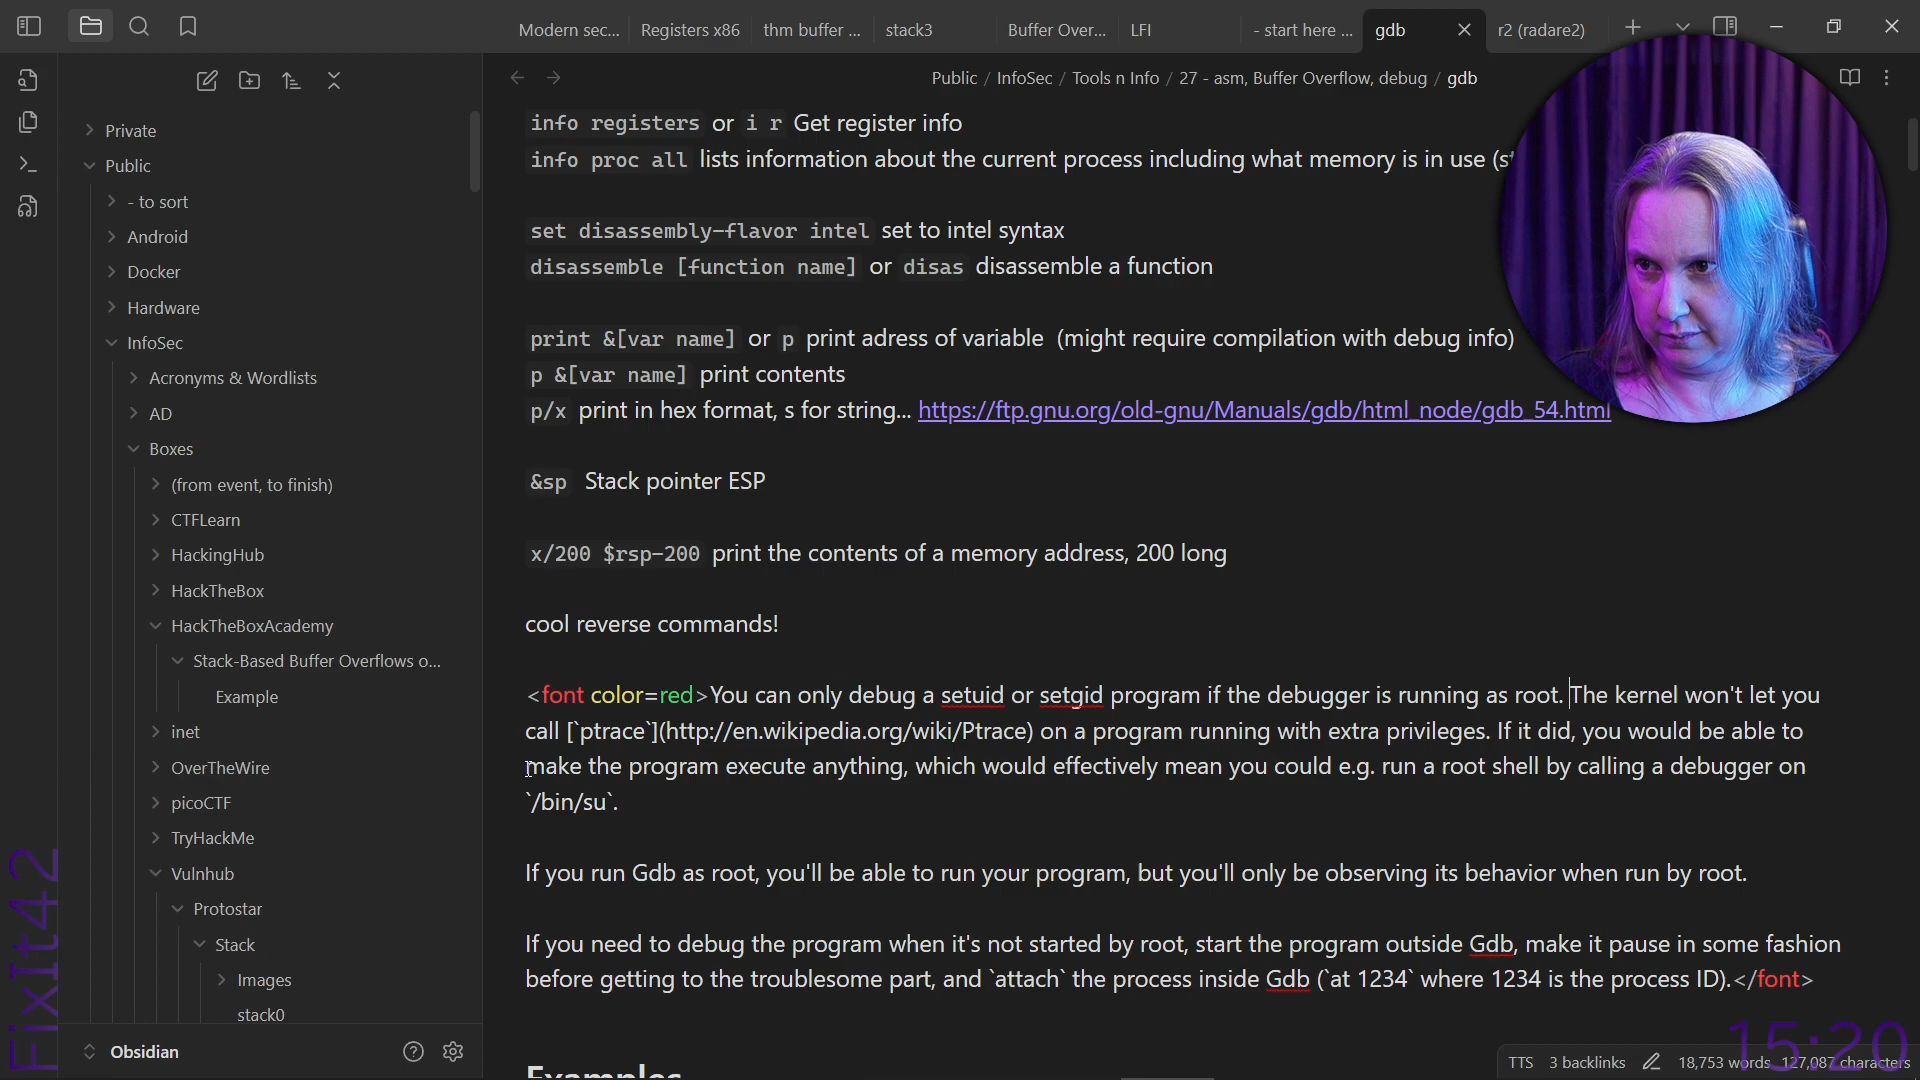 Modern sec...
Registers x86
thm buffer ...
stack3
Buffer Over...
LFI
- start here ...
gdb
r2 (radare2)
Public / InfoSec / Tools n Info / 27 - asm, Buffer Overflow, debug / gdb
Private
Public
- to sort
Android
Docker
Hardware
InfoSec
Acronyms & Wordlists
AD
Boxes
(from event, to finish)
CTFLearn
HackingHub
HackTheBox
HackTheBoxAcademy
Stack-Based Buffer Overflows o...
Example
inet
OverTheWire
picoCTF
TryHackMe
Vulnhub
Protostar
Stack
Images
stack0
Obsidian
FixIt42
info registers or i r Get register info
info proc all lists information about the current process including what memory is in use
set disassembly-flavor intel set to intel syntax
disassemble [function name] or disas disassemble a function
print &[var name] or p print adress of variable (might require compilation with debug info)
p &[var name] print contents
p/x print in hex format, s for string... https://ftp.gnu.org/old-gnu/Manuals/gdb/html_node/gdb_54.html
&sp Stack pointer ESP
x/200 $rsp-200 print the contents of a memory address, 200 long
cool reverse commands!
<font color=red>You can only debug a setuid or setgid program if the debugger is running as root. The kernel won't let you
call [`ptrace`](http://en.wikipedia.org/wiki/Ptrace) on a program running with extra privileges. If it did, you would be able to
make the program execute anything, which would effectively mean you could e.g. run a root shell by calling a debugger on
`/bin/su`.
If you run Gdb as root, you'll be able to run your program, but you'll only be observing its behavior when run by root.
If you need to debug the program when it's not started by root, start the program outside Gdb, make it pause in some fashion
before getting to the troublesome part, and `attach` the process inside Gdb (`at 1234` where 1234 is the process ID).</font>
Examples
TTS 3 backlinks 18,753 words 127,087 characters
15:20